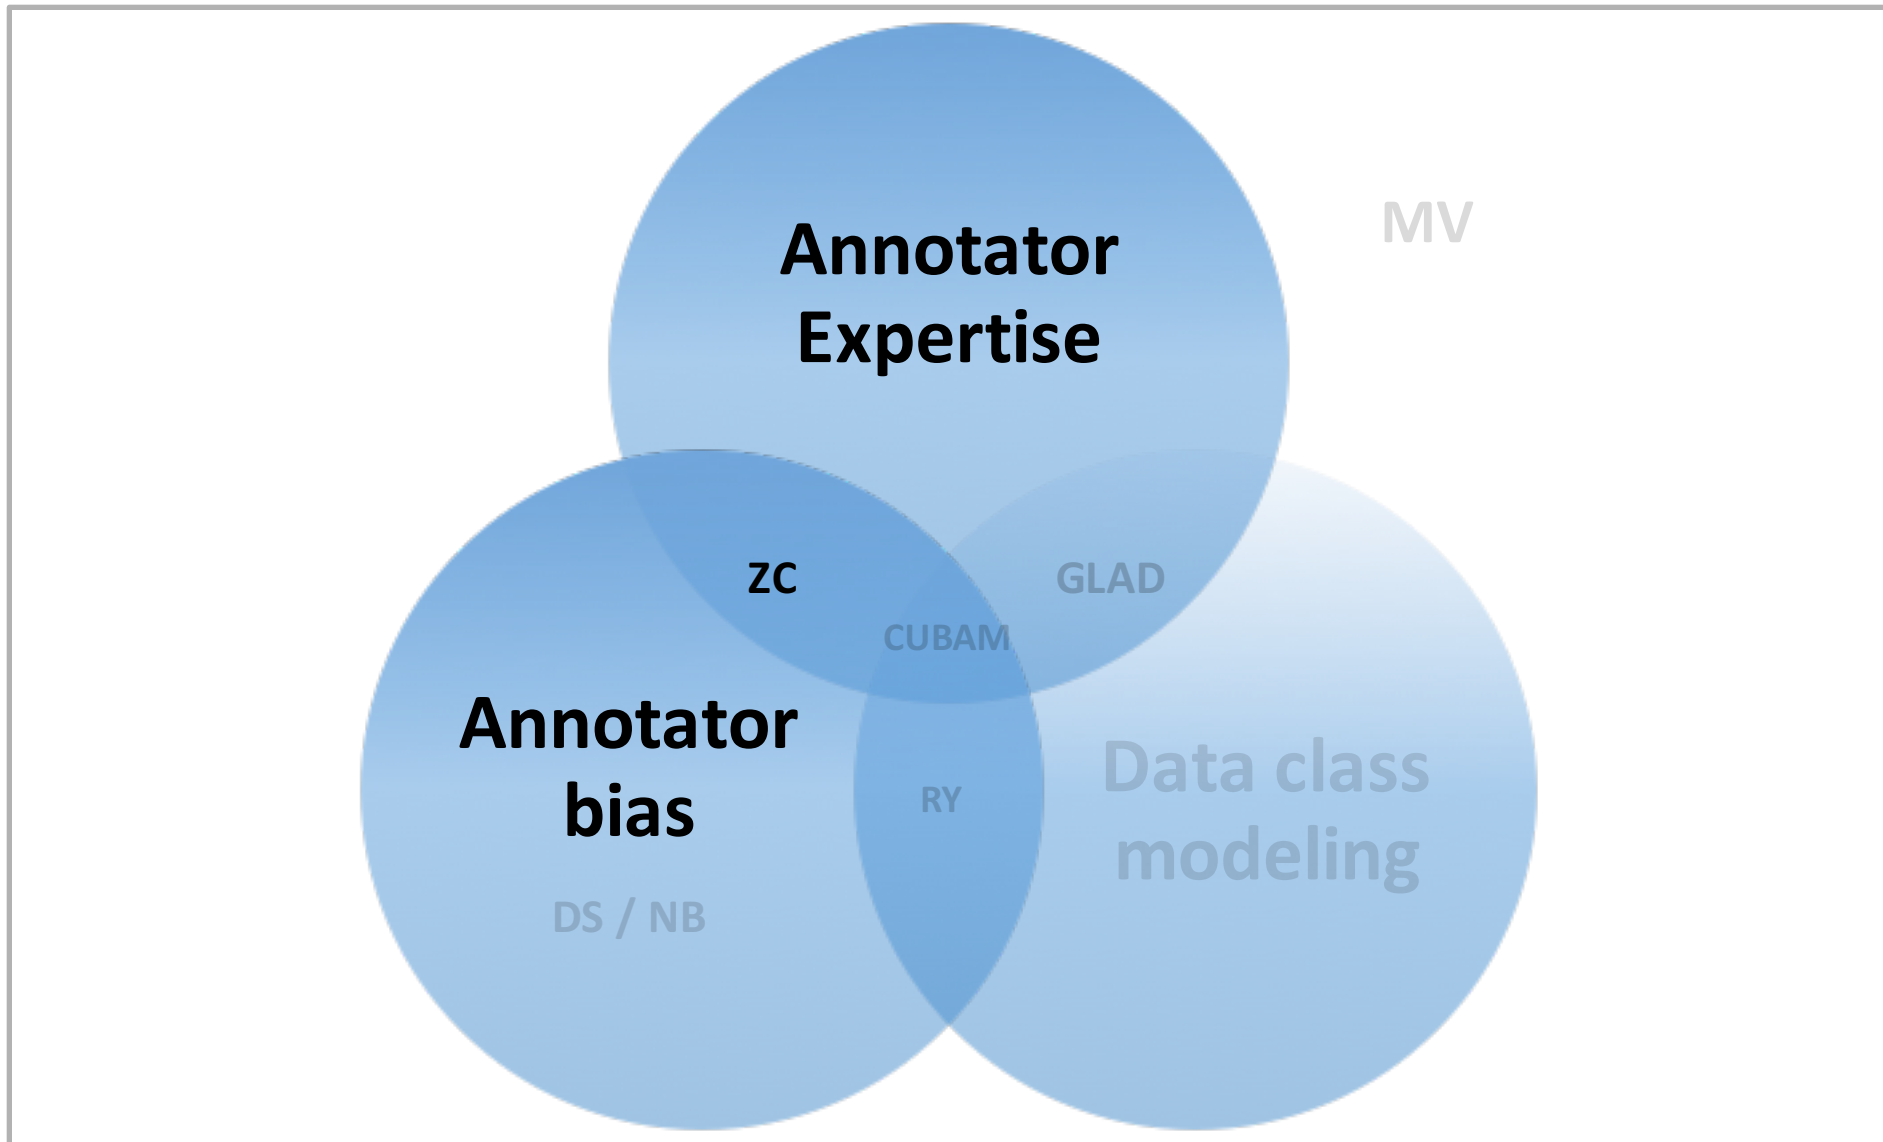 MV
Annotator
Expertise
ZC
GLAD
CUBAM
Annotator
bias
RY
Data class
modeling
DS / NB